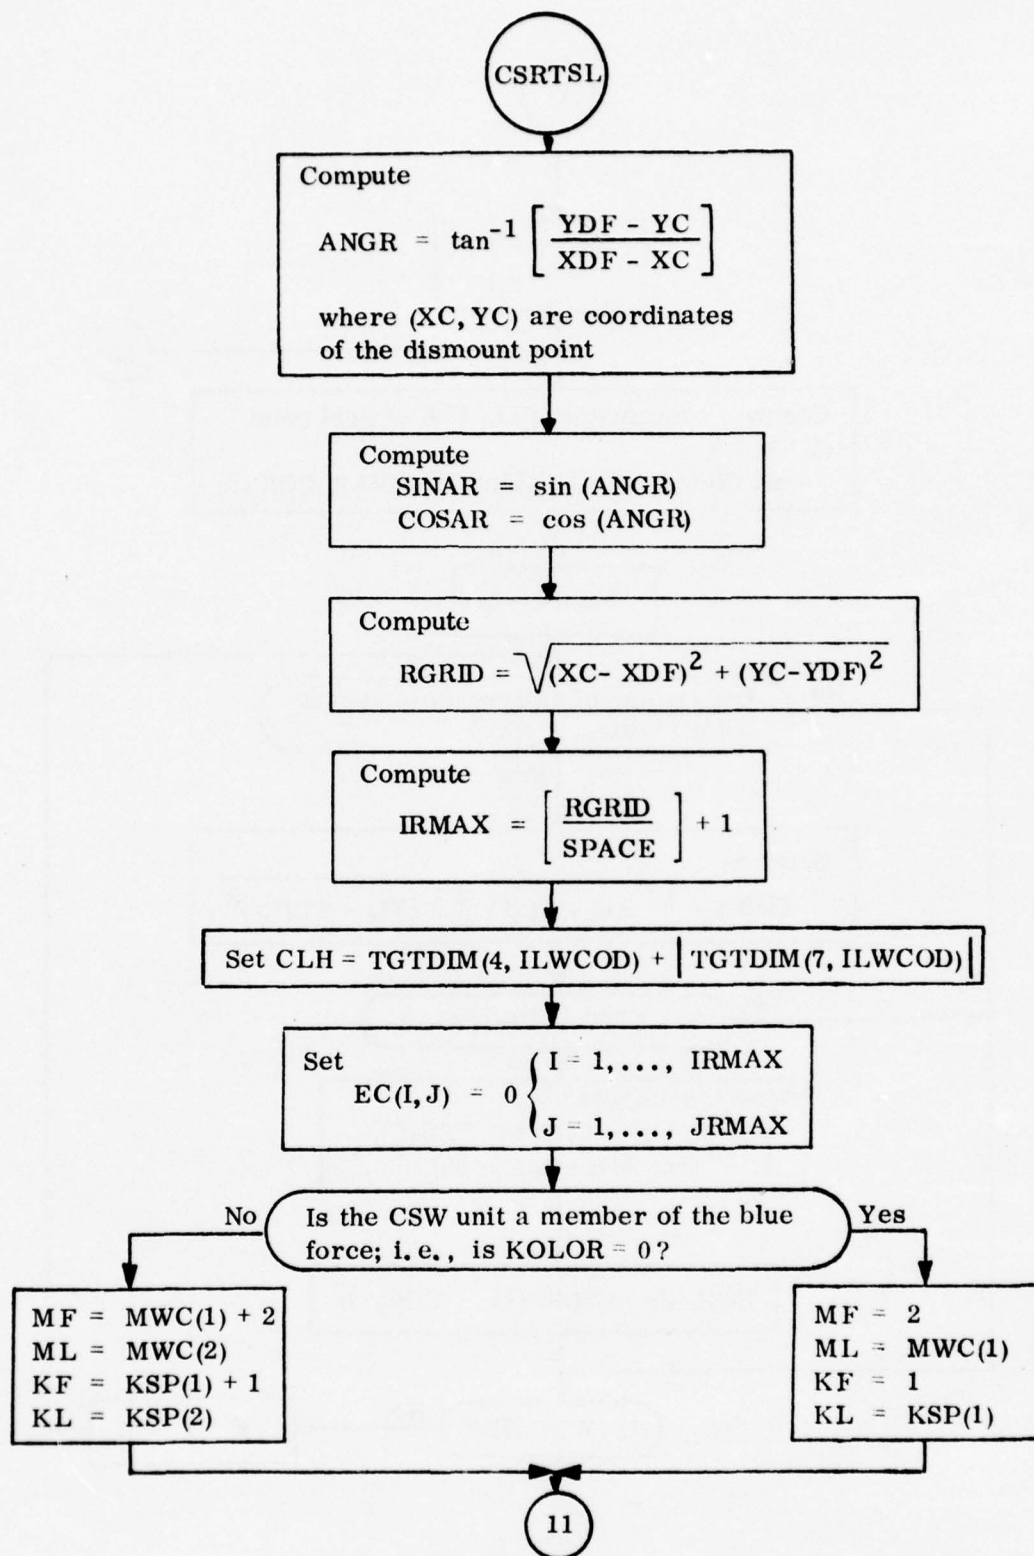 CSRTSL
Compute
ANGR = tan⁻¹ [ (YDF - YC) / (XDF - XC) ]
where (XC, YC) are coordinates
of the dismount point
Compute
SINAR = sin (ANGR)
COSAR = cos (ANGR)
Compute
RGRID = √((XC- XDF)² + (YC-YDF)²)
Compute
IRMAX = [ RGRID / SPACE ] + 1
Set CLH = TGTDIM(4, ILWCOD) + |TGTDIM(7, ILWCOD)|
Set
EC(I, J) = 0 { I = 1,..., IRMAX
J = 1,..., JRMAX
No
Is the CSW unit a member of the blue
force; i.e., is KOLOR = 0?
Yes
MF = MWC(1) + 2
ML = MWC(2)
KF = KSP(1) + 1
KL = KSP(2)
MF = 2
ML = MWC(1)
KF = 1
KL = KSP(1)
11